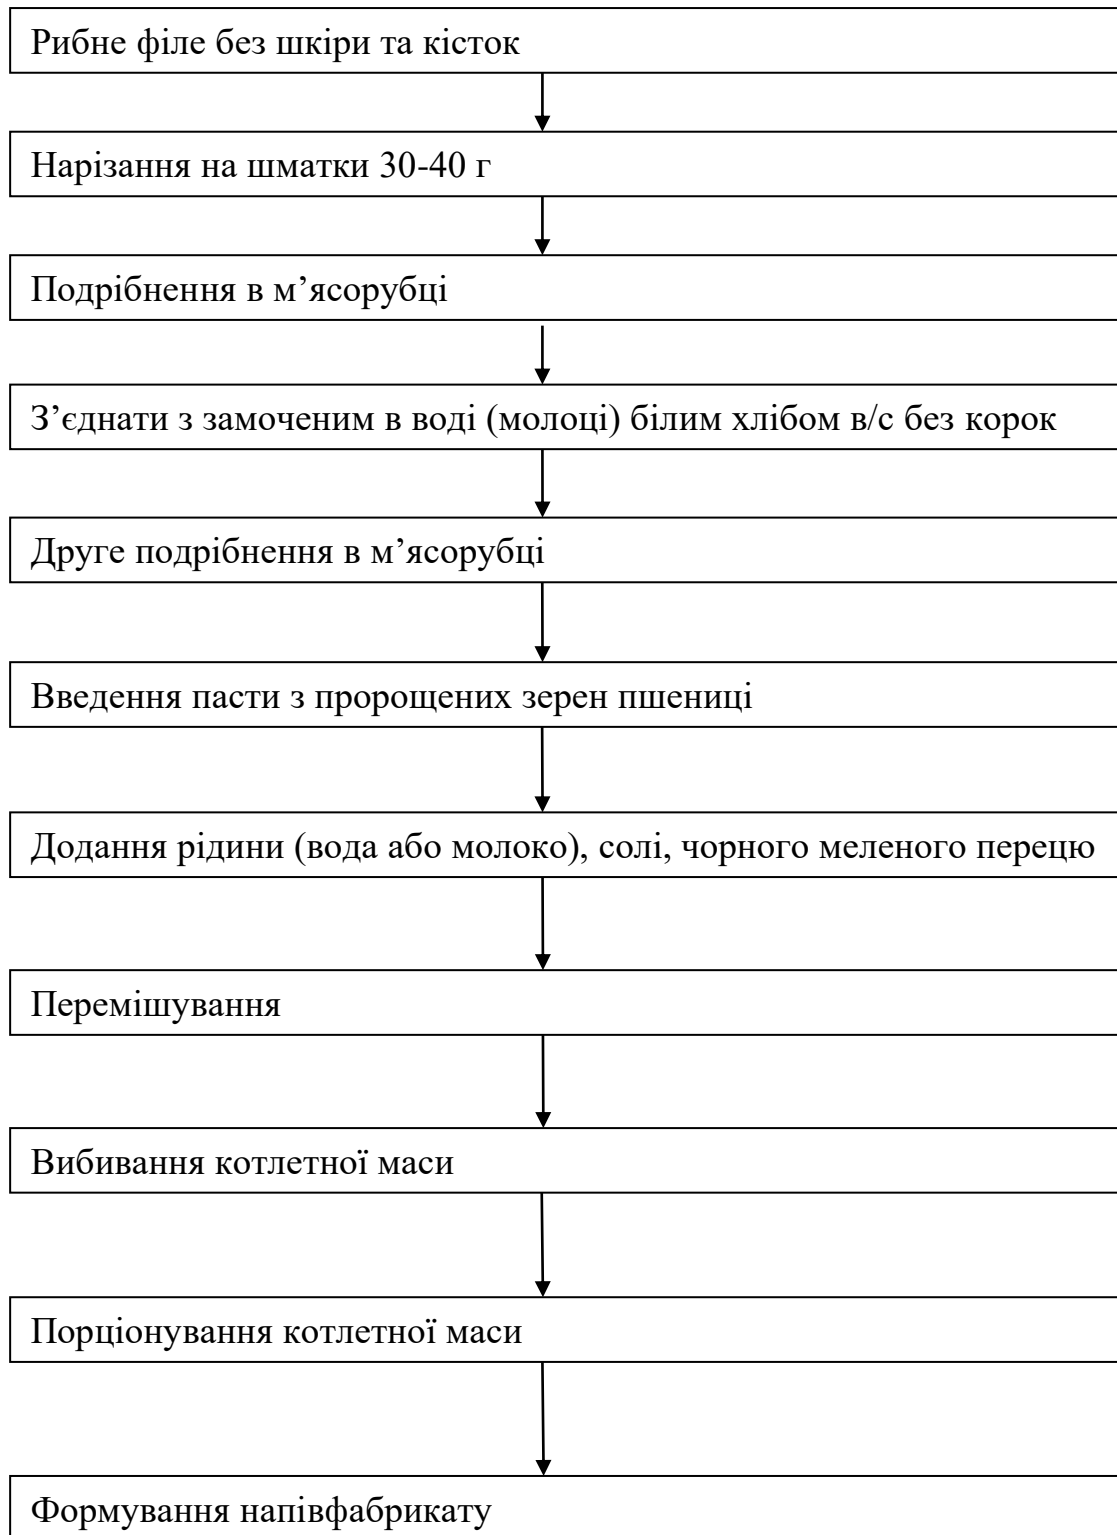 Рибне філе без шкіри та кісток
Нарізання на шматки 30-40 г
Подрібнення в м’ясорубці
З’єднати з замоченим в воді (молоці) білим хлібом в/с без корок
Друге подрібнення в м’ясорубці
Введення пасти з пророщених зерен пшениці
Додання рідини (вода або молоко), солі, чорного меленого перецю
Перемішування
Вибивання котлетної маси
Порціонування котлетної маси
Формування напівфабрикату